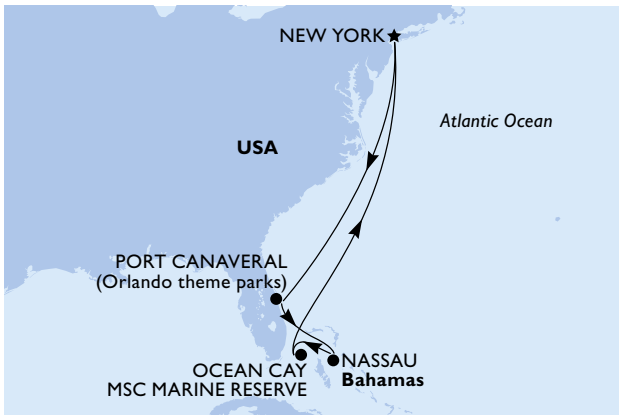 NEW YORK
Atlantic Ocean
USA
PORT CANAVERAL
(Orlando theme parks)
OCEAN CAY
MSC MARINE RESERVE
NASSAU
Bahamas